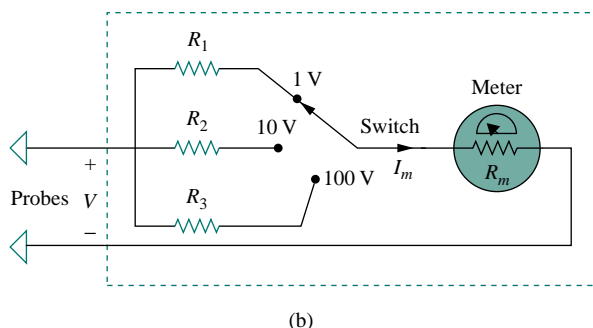 R1
1 V
Meter
R2
10 V
Switch
+
Probes
V
100 V
Im
Rm
−
R3
(b)